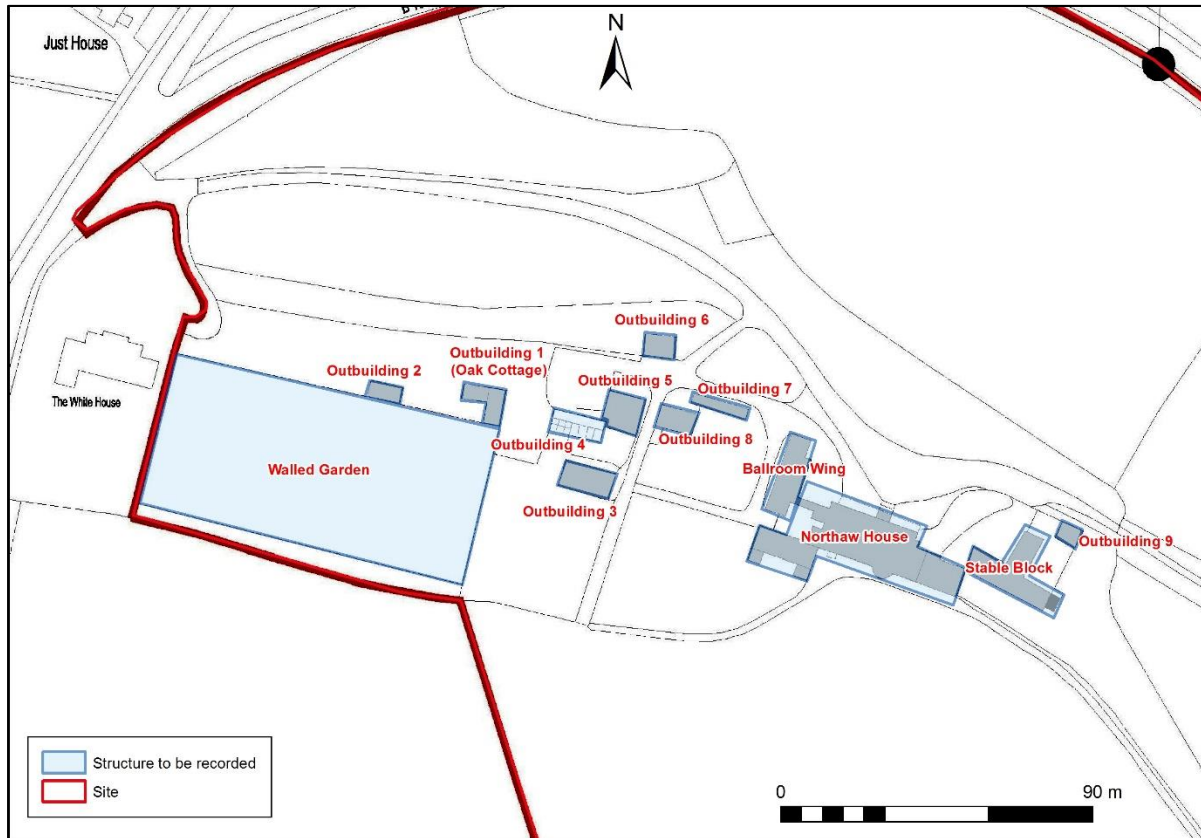 Just House
N
Outbuilding 6
Outbuilding 1
(Oak Cottage)
Outbuilding 2
Outbuilding 5
Outbuilding 7
The White House
Outbuilding 4
Outbuilding 8
Walled Garden
Ballroom Wing
Outbuilding 3
Northaw House
Outbuilding 9
Stable Block
Structure to be recorded
Site
0 90 m